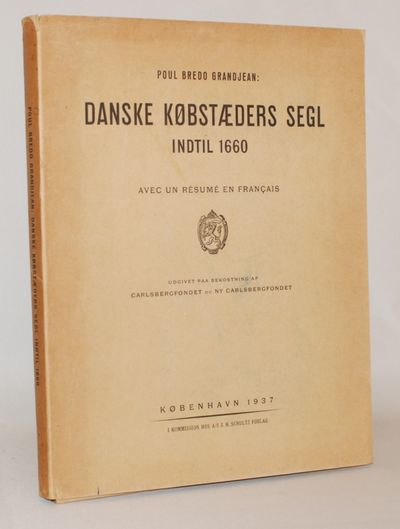 POUL BREDO GRANDJEAN:
DANSKE KØBSTÆDERS SEGL
INDTIL 1660
AVEC UN RÉSUMÉ EN FRANÇAIS
UDGIVET PAA BEKOSTNING AF
CARLSBERGFONDET OG NY CARLSBERGFONDET
KØBENHAVN 1937
I KOMMISSION HOS A/S J. H. SCHULTZ FORLAG
POUL BREDO GRANDJEAN: DANSKE KØBSTÆDERS SEGL INDTIL 1660